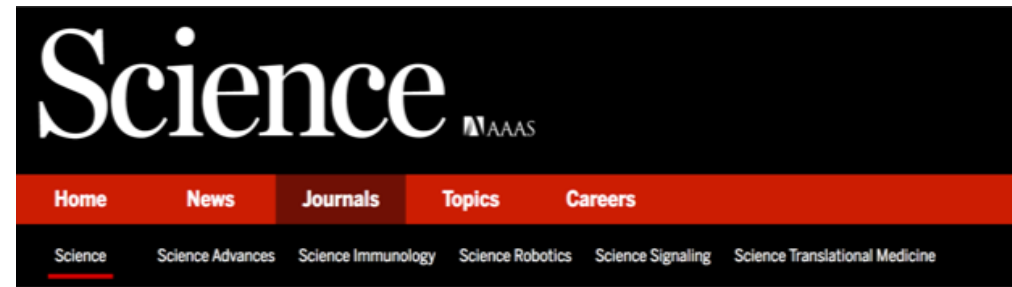 Science
AAAS
Home News Journals Topics Careers
Science Science Advances Science Immunology Science Robotics Science Signaling Science Translational Medicine